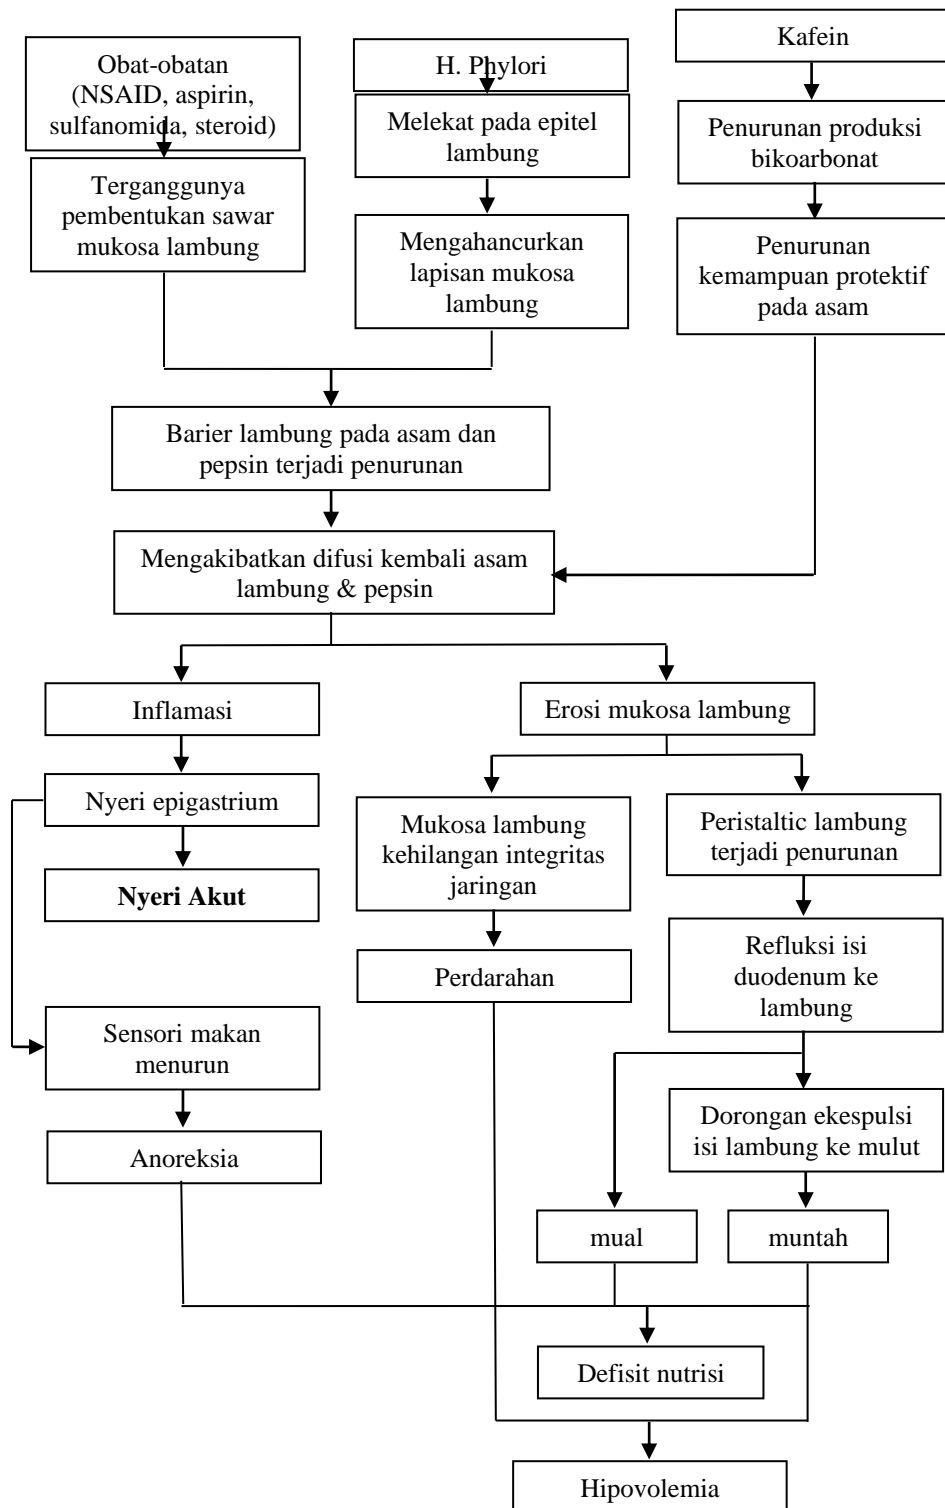 Obat-obatan
(NSAID, aspirin,
sulfanomida, steroid)
H. Phylori
Kafein
Melekat pada epitel
lambung
Penurunan produksi
bikoarbonat
Terganggunya
pembentukan sawar
mukosa lambung
Mengahancurkan
lapisan mukosa
lambung
Penurunan
kemampuan protektif
pada asam
Barier lambung pada asam dan
pepsin terjadi penurunan
Mengakibatkan difusi kembali asam
lambung & pepsin
Inflamasi
Erosi mukosa lambung
Nyeri epigastrium
Mukosa lambung
kehilangan integritas
jaringan
Peristaltic lambung
terjadi penurunan
Nyeri Akut
Perdarahan
Refluksi isi
duodenum ke
lambung
Sensori makan
menurun
Dorongan ekespulsi
isi lambung ke mulut
Anoreksia
mual
muntah
Defisit nutrisi
Hipovolemia